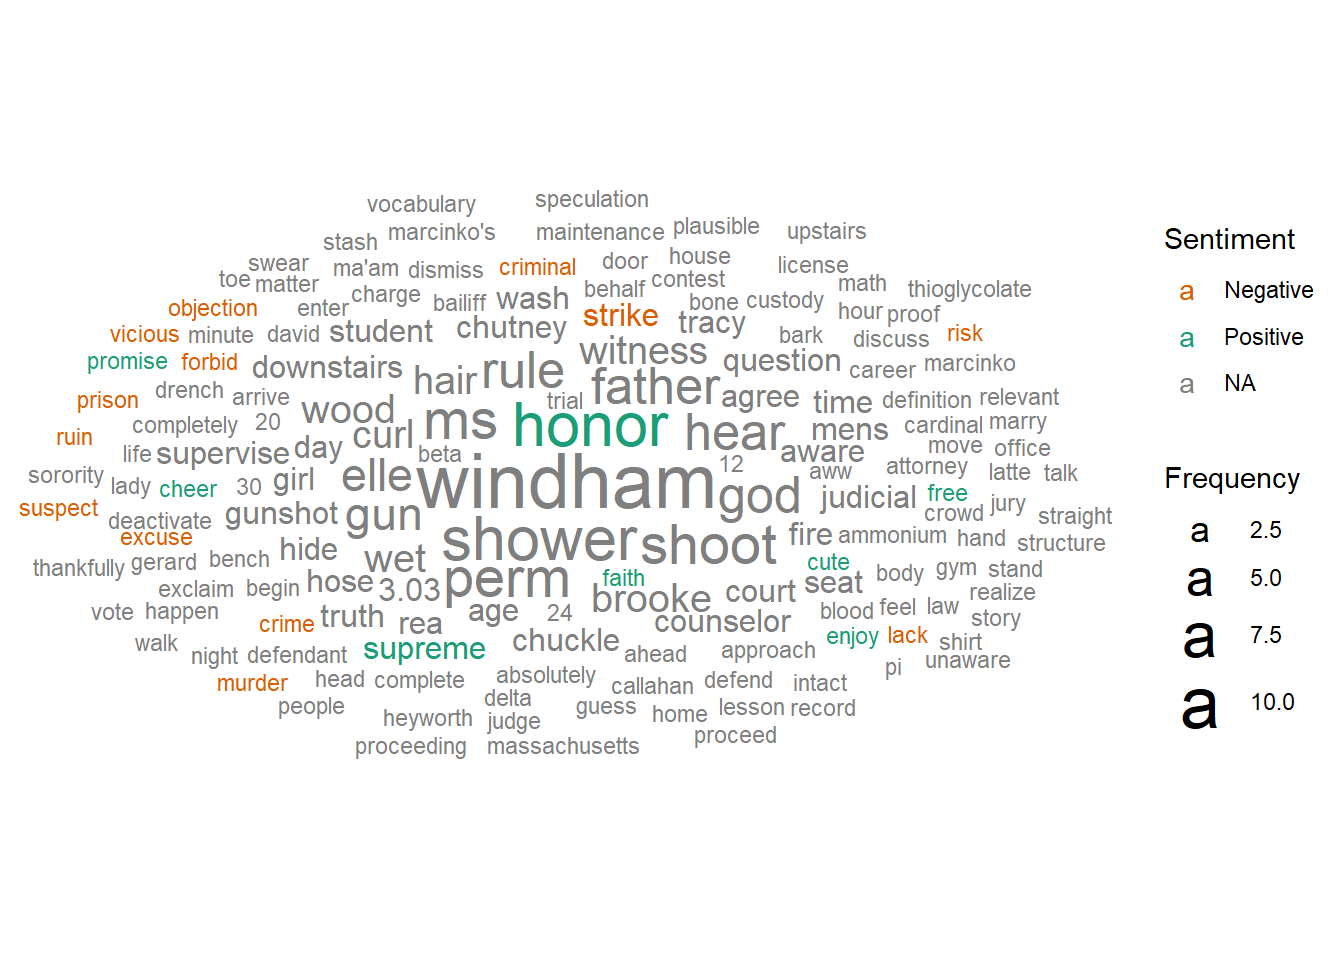 vocabulary speculation
stash marcinko's maintenance plausible upstairs
swear ma'am dismiss criminal door house license
toe matter charge bailiff wash behalf contest math thioglycolate
objection enter strike bone custody hour proof
vicious minute david student chutney tracy bark discuss risk
promise forbid downstairs hair rule witness question career marcinko
prison drench arrive father agree time definition relevant
completely 20 wood curl ms trial honor hear mens cardinal marry
ruin life supervise day beta aware move office
sorority lady cheer 30 girl elle windham 12 god aww attorney latte talk
suspect deactivate gunshot gun judicial free crowd jury straight
excuse shower shoot fire ammonium hand structure
thankfully gerard bench hide wet cute body gym stand
exclaim begin hose 3.03 perm faith brooke court seat realize
vote happen crime truth rea age 24 counselor blood feel law story
walk night defendant supreme chuckle ahead approach enjoy lack shirt
murder head complete absolutely callahan defend intact pi unaware
people heyworth delta judge guess home lesson record
proceeding massachusetts proceed
Sentiment
a Negative
a Positive
a NA
Frequency
a 2.5
a 5.0
a 7.5
a 10.0